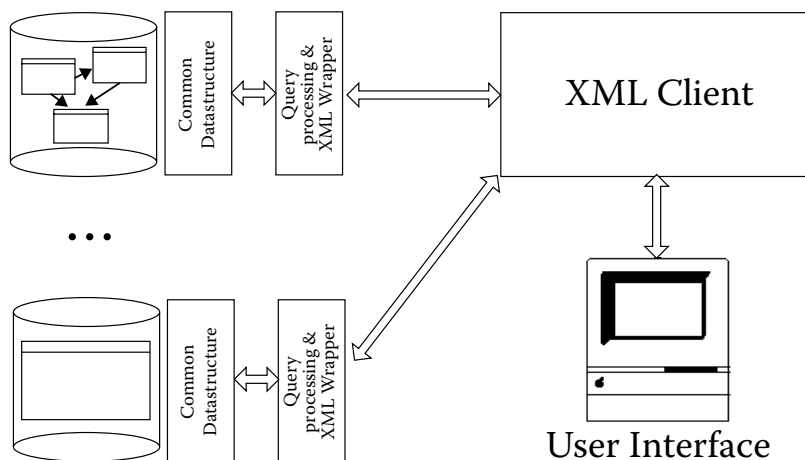 Common
Datastructure
Query
processing &
XML Wrapper
XML Client
• • •
Common
Datastructure
Query
processing &
XML Wrapper
User Interface